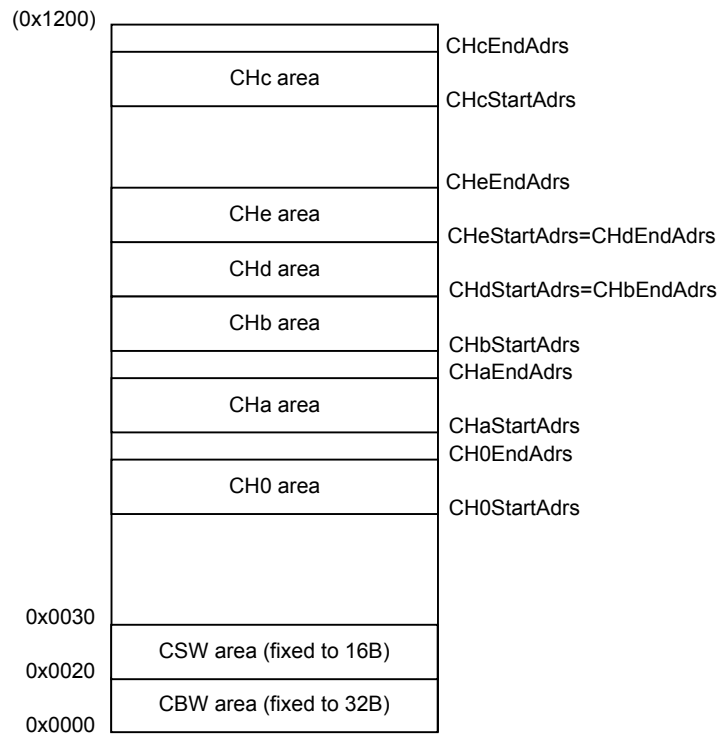 (0x1200)
CHcEndAdrs
CHc area
CHcStartAdrs
CHeEndAdrs
CHe area
CHeStartAdrs=CHdEndAdrs
CHd area
CHdStartAdrs=CHbEndAdrs
CHb area
CHbStartAdrs
CHaEndAdrs
CHa area
CHaStartAdrs
CH0EndAdrs
CH0 area
CH0StartAdrs
0x0030
CSW area (fixed to 16B)
0x0020
CBW area (fixed to 32B)
0x0000